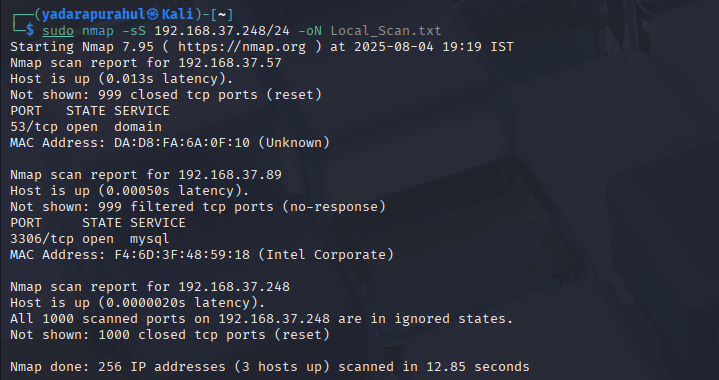 ┌──(yadarapurahul㉿Kali)-[~]
└─$ sudo nmap -sS 192.168.37.248/24 -oN Local_Scan.txt
Starting Nmap 7.95 ( https://nmap.org ) at 2025-08-04 19:19 IST
Nmap scan report for 192.168.37.57
Host is up (0.013s latency).
Not shown: 999 closed tcp ports (reset)
PORT   STATE SERVICE
53/tcp open  domain
MAC Address: DA:D8:FA:6A:0F:10 (Unknown)

Nmap scan report for 192.168.37.89
Host is up (0.00050s latency).
Not shown: 999 filtered tcp ports (no-response)
PORT     STATE SERVICE
3306/tcp open  mysql
MAC Address: F4:6D:3F:48:59:18 (Intel Corporate)

Nmap scan report for 192.168.37.248
Host is up (0.0000020s latency).
All 1000 scanned ports on 192.168.37.248 are in ignored states.
Not shown: 1000 closed tcp ports (reset)

Nmap done: 256 IP addresses (3 hosts up) scanned in 12.85 seconds